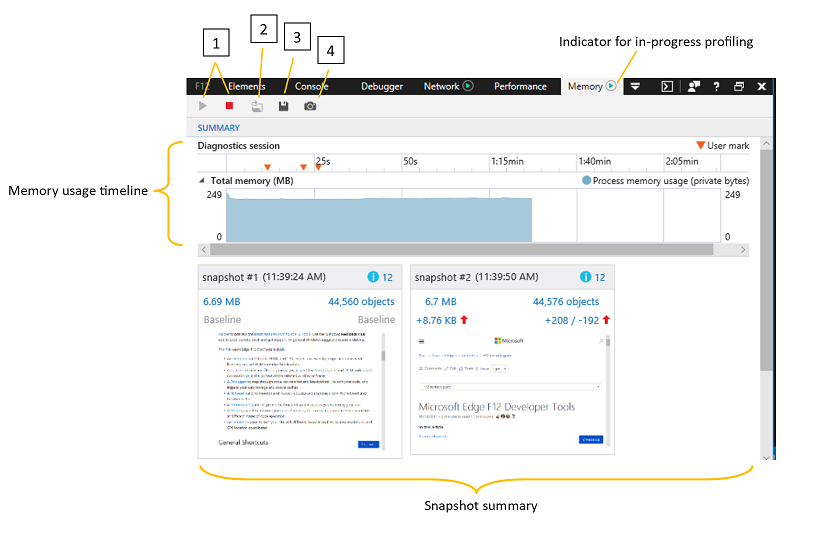 1
2
3
4
Indicator for in-progress profiling
F12 Elements Console Debugger Network Performance Memory ?
SUMMARY
Diagnostics session User mark
25s 50s 1:15min 1:40min 2:05min
Memory usage timeline
Total memory (MB) Process memory usage (private bytes)
249 249
0 0
snapshot #1 (11:39:24 AM) 12
6.69 MB 44,560 objects
Baseline Baseline
General Shortcuts
snapshot #2 (11:39:50 AM) 12
6.7 MB 44,576 objects
+8.76 KB +208 / -192
Microsoft
Microsoft Edge F12 Developer Tools
In this article
Snapshot summary